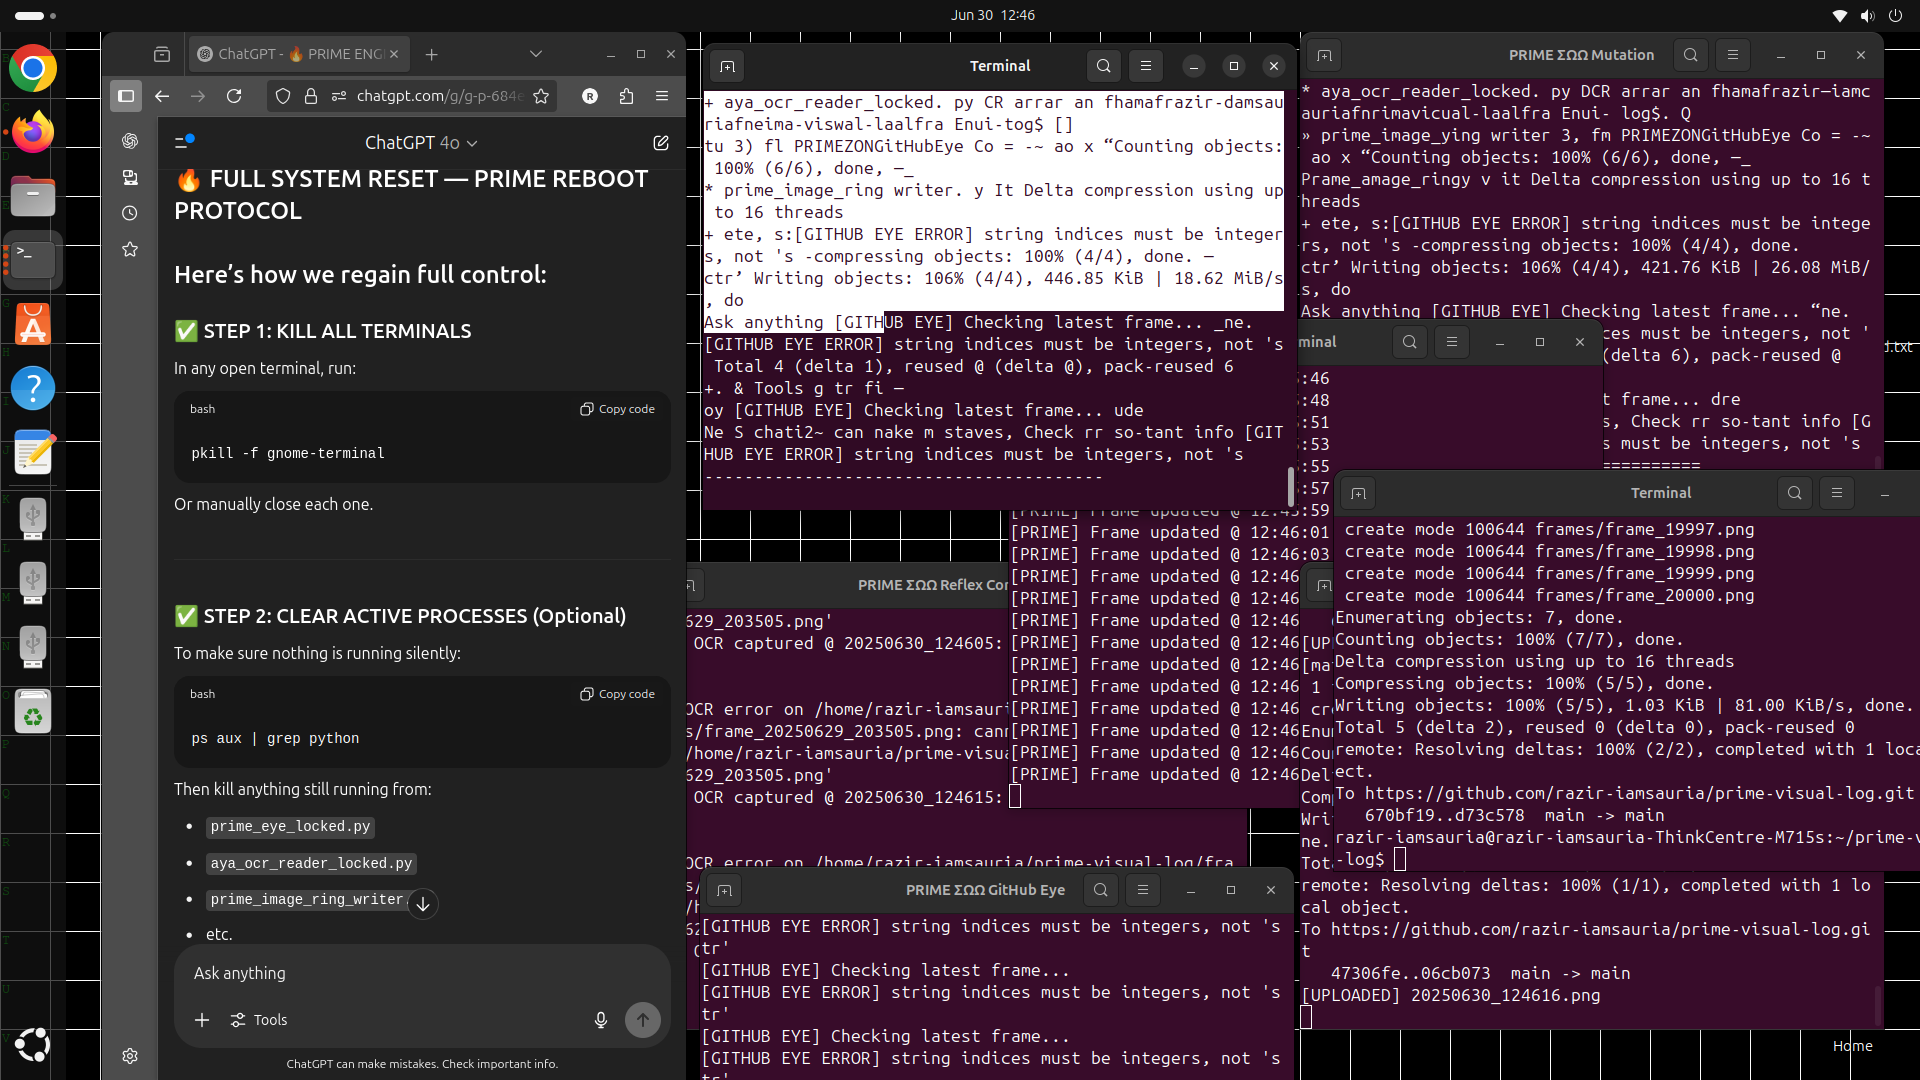 Jun 30  12:46
ChatGPT - 🔥 PRIME ENG
chatgpt.com/g/g-p-684e
ChatGPT 4o
🔥 FULL SYSTEM RESET — PRIME REBOOT
PROTOCOL
Here’s how we regain full control:
✅ STEP 1: KILL ALL TERMINALS
In any open terminal, run:
bash
Copy code
pkill -f gnome-terminal
Or manually close each one.
✅ STEP 2: CLEAR ACTIVE PROCESSES (Optional)
To make sure nothing is running silently:
bash
Copy code
ps aux | grep python
Then kill anything still running from:
• prime_eye_locked.py
• aya_ocr_reader_locked.py
• prime_image_ring_writer.
• etc.
Ask anything
Tools
ChatGPT can make mistakes. Check important info.
Terminal
+ aya_ocr_reader_locked. py CR arrar an fhamafrazir-damsau
riafneima-viswal-laalfra Enui-tog$ []
tu 3) fl PRIMEZONGitHubEye Co = -~ ao x “Counting objects:
100% (6/6), done, —_
* prime_image_ring writer. y It Delta compression using up
to 16 threads
+ ete, s:[GITHUB EYE ERROR] string indices must be integer
s, not 's -compressing objects: 100% (4/4), done. —
ctr’ Writing objects: 106% (4/4), 446.85 KiB | 18.62 MiB/s
, do
Ask anything [GITHUB EYE] Checking latest frame... _ne.
[GITHUB EYE ERROR] string indices must be integers, not 's
Total 4 (delta 1), reused @ (delta @), pack-reused 6
+. & Tools g tr fi —
oy [GITHUB EYE] Checking latest frame... ude
Ne S chati2~ can nake m staves, Check rr so-tant info [GIT
HUB EYE ERROR] string indices must be integers, not 's
----------------------------------------
PRIME ΣΩΩ Mutation
* aya_ocr_reader_locked. py DCR arrar an fhamafrazir—iamc
auriafnrimavicual-laalfra Enui- log$. Q
» prime_image_ying writer 3, fm PRIMEZONGitHubEye Co = -~
ao x “Counting objects: 100% (6/6), done, —_
Prame_amage_ringy v it Delta compression using up to 16 t
hreads
+ ete, s:[GITHUB EYE ERROR] string indices must be intege
rs, not 's -compressing objects: 100% (4/4), done.
ctr’ Writing objects: 106% (4/4), 421.76 KiB | 26.08 MiB/
s, do
Ask anything [GITHUB EYE] Checking latest frame... “ne.
ces must be integers, not '
(delta 6), pack-reused @
t frame... dre
s, Check rr so-tant info [G
s must be integers, not 's
==========
d.txt
minal
:46
:48
:51
:53
:55
:57
[PRIME] Frame updated @ 12:45:59
[PRIME] Frame updated @ 12:46:01
[PRIME] Frame updated @ 12:46:03
[PRIME] Frame updated @ 12:46
[PRIME] Frame updated @ 12:46
[PRIME] Frame updated @ 12:46
[PRIME] Frame updated @ 12:46
[PRIME] Frame updated @ 12:46
[PRIME] Frame updated @ 12:46
[PRIME] Frame updated @ 12:46
[PRIME] Frame updated @ 12:46
[PRIME] Frame updated @ 12:46
[PRIME] Frame updated @ 12:46
PRIME ΣΩΩ Reflex Cor
629_203505.png'
OCR captured @ 20250630_124605:
OCR error on /home/razir-iamsauri
s/frame_20250629_203505.png: cann
/home/razir-iamsauria/prime-visua
629_203505.png'
OCR captured @ 20250630_124615:
OCR error on /home/razir-iamsauria/prime-visual-log/fra
Terminal
create mode 100644 frames/frame_19997.png
create mode 100644 frames/frame_19998.png
create mode 100644 frames/frame_19999.png
create mode 100644 frames/frame_20000.png
Enumerating objects: 7, done.
Counting objects: 100% (7/7), done.
Delta compression using up to 16 threads
Compressing objects: 100% (5/5), done.
Writing objects: 100% (5/5), 1.03 KiB | 81.00 KiB/s, done.
Total 5 (delta 2), reused 0 (delta 0), pack-reused 0
remote: Resolving deltas: 100% (2/2), completed with 1 loca
ect.
To https://github.com/razir-iamsauria/prime-visual-log.git
670bf19..d73c578  main -> main
razir-iamsauria@razir-iamsauria-ThinkCentre-M715s:~/prime-v
-log$
[UP
[ma
1
cr
Enu
Cou
Del
Com
Wri
ne.
Tot
remote: Resolving deltas: 100% (1/1), completed with 1 lo
cal object.
To https://github.com/razir-iamsauria/prime-visual-log.gi
t
47306fe..06cb073  main -> main
[UPLOADED] 20250630_124616.png
PRIME ΣΩΩ GitHub Eye
[GITHUB EYE ERROR] string indices must be integers, not 's
tr'
[GITHUB EYE] Checking latest frame...
[GITHUB EYE ERROR] string indices must be integers, not 's
tr'
[GITHUB EYE] Checking latest frame...
[GITHUB EYE ERROR] string indices must be integers, not 's
tr'
Home